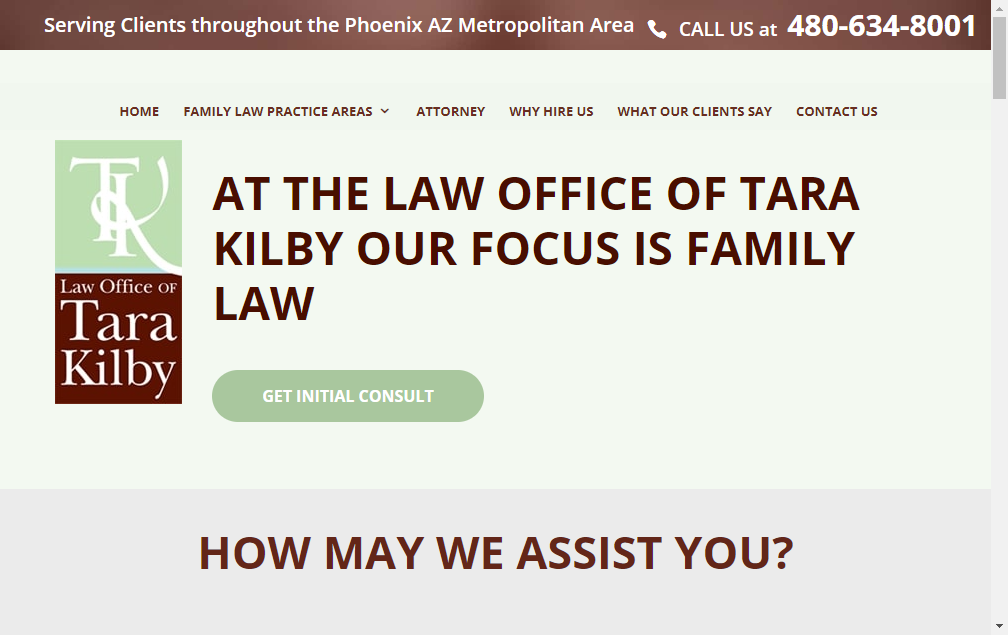 Serving Clients throughout the Phoenix AZ Metropolitan Area CALL US at 480-634-8001
HOME FAMILY LAW PRACTICE AREAS ATTORNEY WHY HIRE US WHAT OUR CLIENTS SAY CONTACT US
TK
Law Office of
Tara
Kilby
AT THE LAW OFFICE OF TARA
KILBY OUR FOCUS IS FAMILY
LAW
GET INITIAL CONSULT
HOW MAY WE ASSIST YOU?